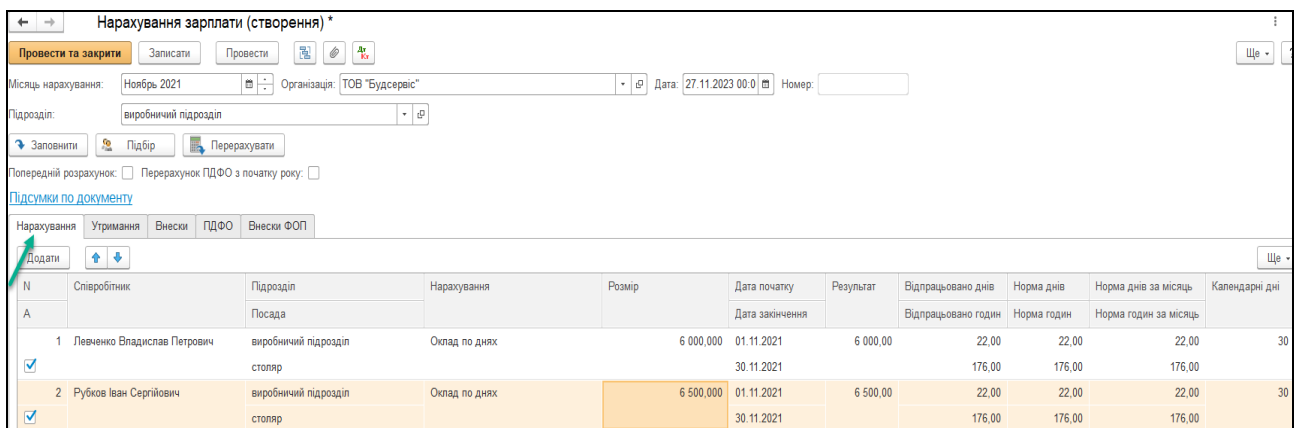 Нарахування зарплати (створення) *
Провести та закрити Записати Провести Дт Кт Ще
Місяць нарахування: Ноябрь 2021 Організація: ТОВ "Будсервіс" Дата: 27.11.2023 00:0 Номер:
Підрозділ: виробничий підрозділ
Заповнити Підбір Перерахувати
Попередній розрахунок: Перерахунок ПДФО з початку року:
Підсумки по документу
Нарахування Утримання Внески ПДФО Внески ФОП
Додати Ще
N Співробітник Підрозділ Нарахування Розмір Дата початку Результат Відпрацьовано днів Норма днів Норма днів за місяць Календарні дні
А Посада Дата закінчення Відпрацьовано годин Норма годин Норма годин за місяць
1 Левченко Владислав Петрович виробничий підрозділ Оклад по днях 6 000,000 01.11.2021 6 000,00 22,00 22,00 22,00 30
столяр 30.11.2021 176,00 176,00 176,00
2 Рубков Іван Сергійович виробничий підрозділ Оклад по днях 6 500,000 01.11.2021 6 500,00 22,00 22,00 22,00 30
столяр 30.11.2021 176,00 176,00 176,00